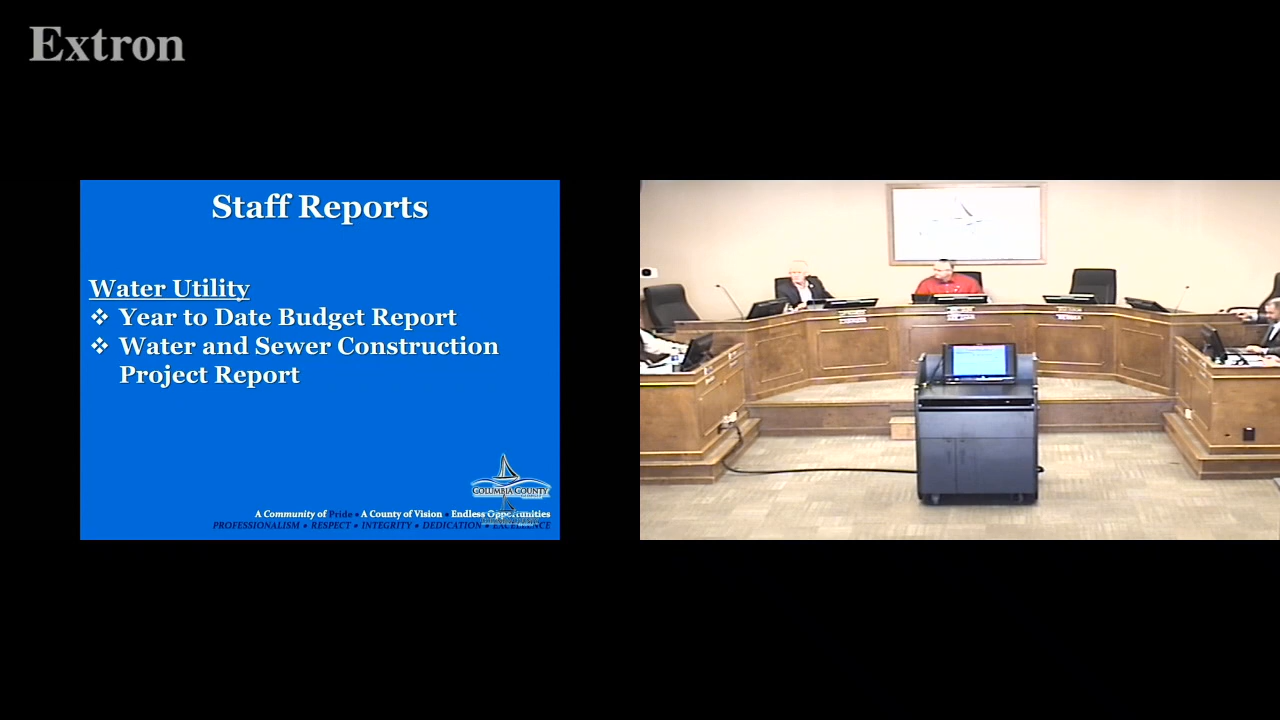 Extron
Staff Reports
Water Utility
❖ Year to Date Budget Report
❖ Water and Sewer Construction
Project Report
COLUMBIA COUNTY
A Community of Pride • A County of Vision • Endless Opportunities
PROFESSIONALISM • RESPECT • INTEGRITY • DEDICATION • EXCELLENCE